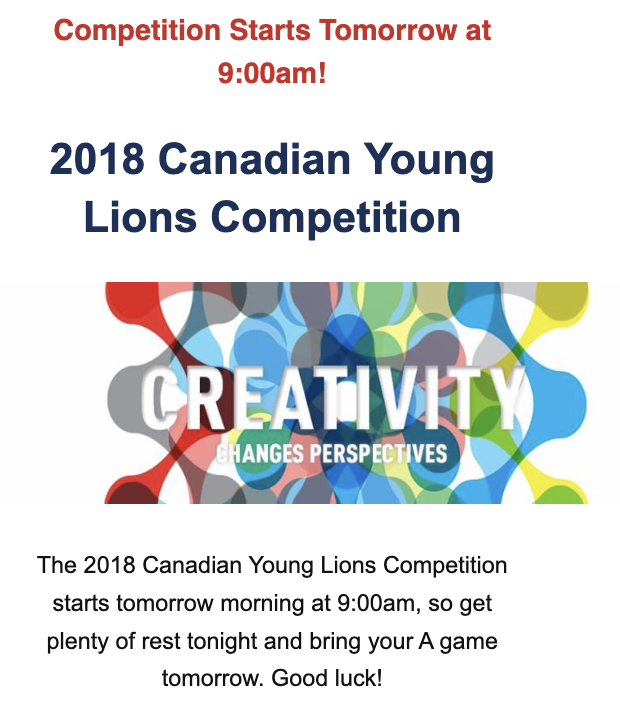 Competition Starts Tomorrow at
9:00am!
2018 Canadian Young
Lions Competition
CREATIVITY
CHANGES PERSPECTIVES
The 2018 Canadian Young Lions Competition
starts tomorrow morning at 9:00am, so get
plenty of rest tonight and bring your A game
tomorrow. Good luck!